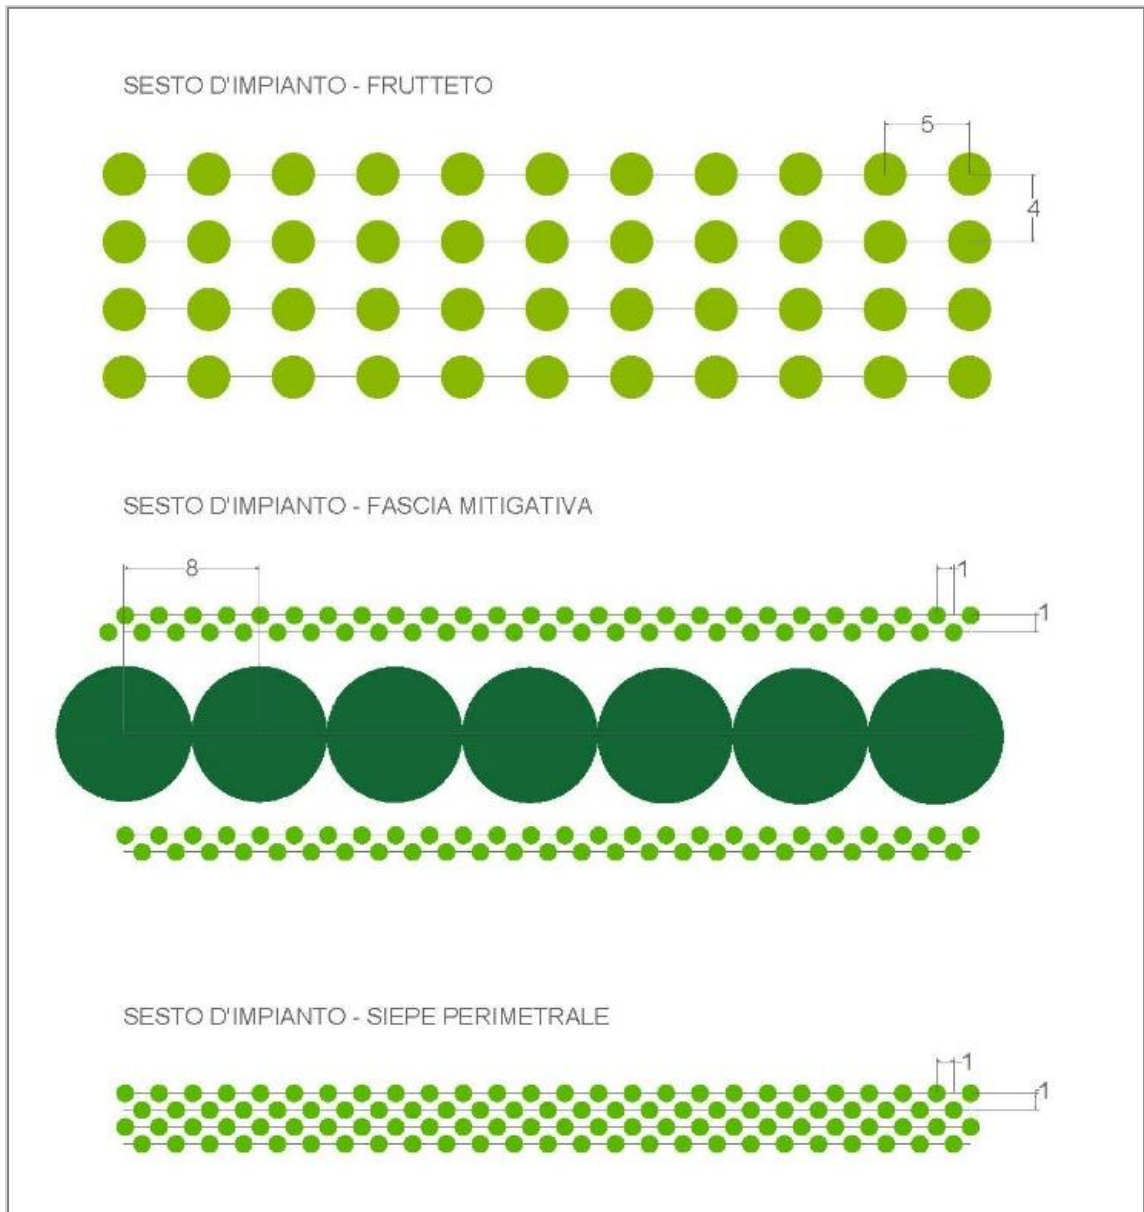 SESTO D'IMPIANTO - FRUTTETO
5
4
SESTO D'IMPIANTO - FASCIA MITIGATIVA
8
1
1
SESTO D'IMPIANTO - SIEPE PERIMETRALE
1
1